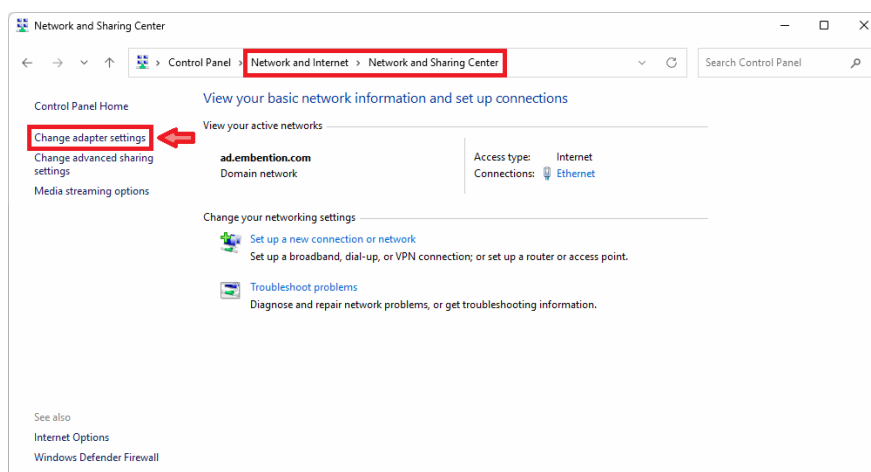 Network and Sharing Center
Control Panel > Network and Internet > Network and Sharing Center
Search Control Panel
Control Panel Home
Change adapter settings
Change advanced sharing
settings
Media streaming options
View your basic network information and set up connections
View your active networks
ad.embention.com
Domain network
Access type: Internet
Connections: Ethernet
Change your networking settings
Set up a new connection or network
Set up a broadband, dial-up, or VPN connection; or set up a router or access point.
Troubleshoot problems
Diagnose and repair network problems, or get troubleshooting information.
See also
Internet Options
Windows Defender Firewall